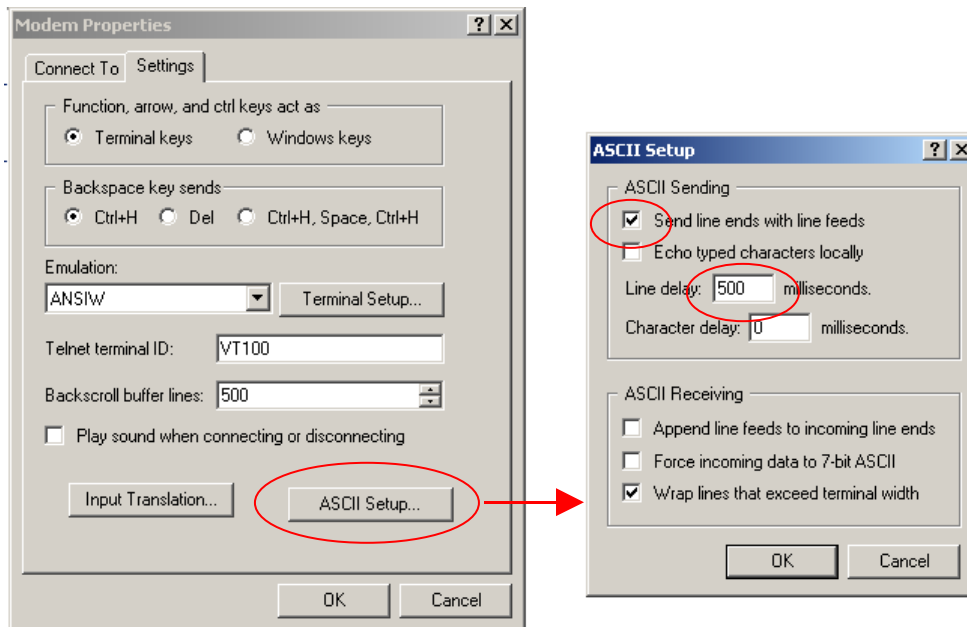 Modem Properties
Connect To Settings
Function, arrow, and ctrl keys act as
Terminal keys Windows keys
Backspace key sends
Ctrl+H Del Ctrl+H, Space, Ctrl+H
Emulation:
ANSIW Terminal Setup...
Telnet terminal ID: VT100
Backscroll buffer lines: 500
Play sound when connecting or disconnecting
Input Translation... ASCII Setup...
OK Cancel
ASCII Setup
ASCII Sending
Send line ends with line feeds
Echo typed characters locally
Line delay: 500 milliseconds.
Character delay: 0 milliseconds.
ASCII Receiving
Append line feeds to incoming line ends
Force incoming data to 7-bit ASCII
Wrap lines that exceed terminal width
OK Cancel